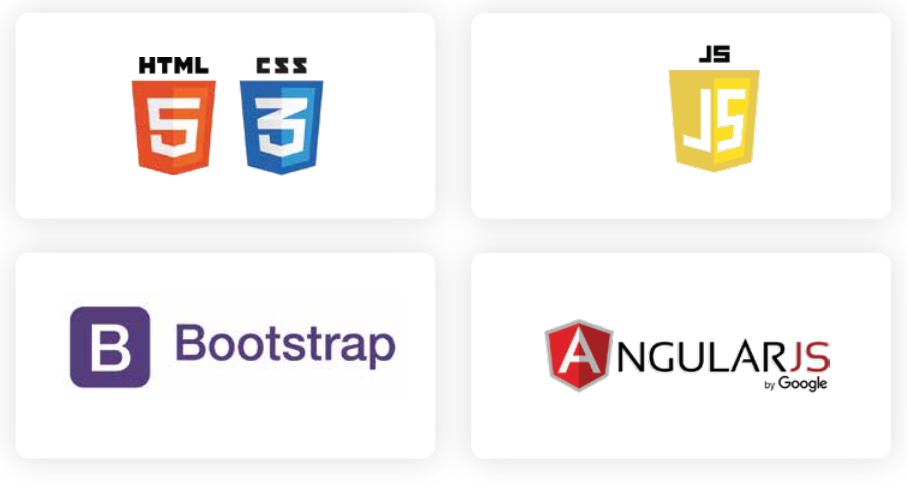 HTML CSS
5 3
JS
JS
B Bootstrap
ANGULARJS
by Google